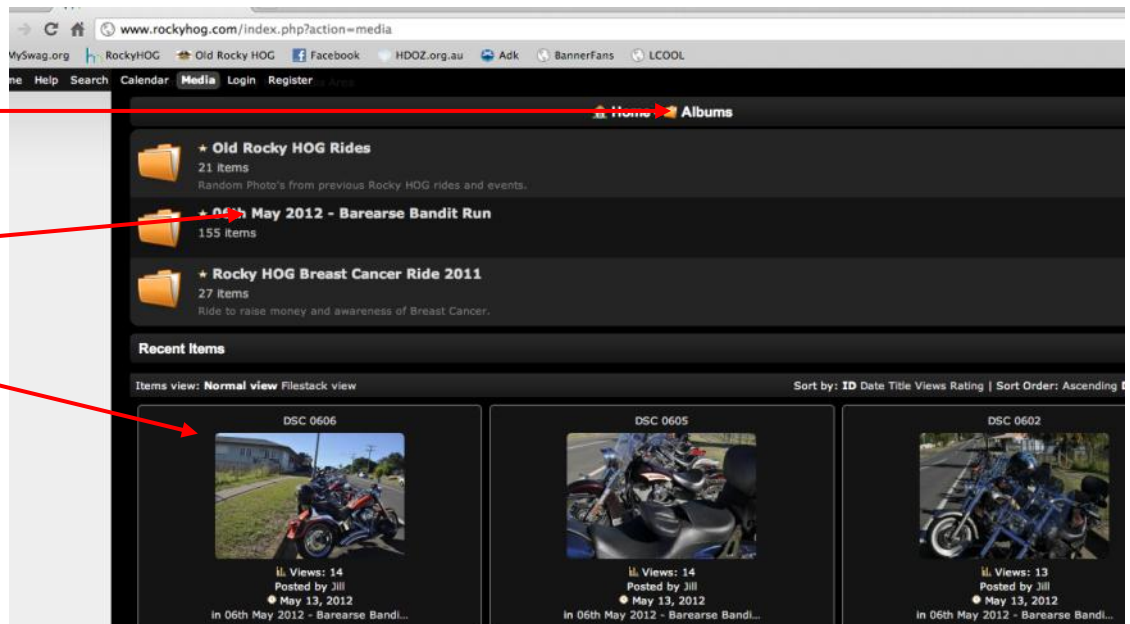 www.rockyhog.com/index.php?action=media
MySwag.org RockyHOG Old Rocky HOG Facebook HDOZ.org.au Adk BannerFans LCOOL
me Help Search Calendar Media Login Register
Home Albums
Old Rocky HOG Rides
21 items
Random Photo's from previous Rocky HOG rides and events.
06th May 2012 - Barearse Bandit Run
155 items
Rocky HOG Breast Cancer Ride 2011
27 items
Ride to raise money and awareness of Breast Cancer.
Recent Items
Items view: Normal view Filestack view Sort by: ID Date Title Views Rating | Sort Order: Ascending D
DSC 0606 DSC 0605 DSC 0602
Views: 14 Views: 14 Views: 13
Posted by Jill Posted by Jill Posted by Jill
May 13, 2012 May 13, 2012 May 13, 2012
in 06th May 2012 - Barearse Bandi... in 06th May 2012 - Barearse Bandi... in 06th May 2012 - Barearse Bandi...